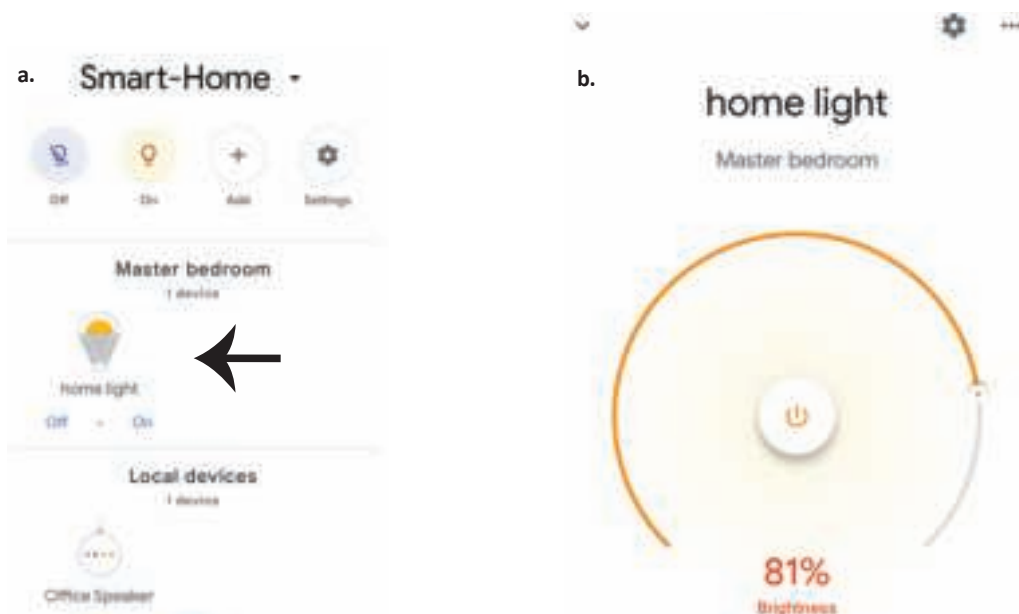 a.
Smart-Home
Off On Add Settings
Master bedroom
1 device
home light
Off - On
Local devices
1 device
Office Speaker
b.
home light
Master bedroom
81%
Brightness